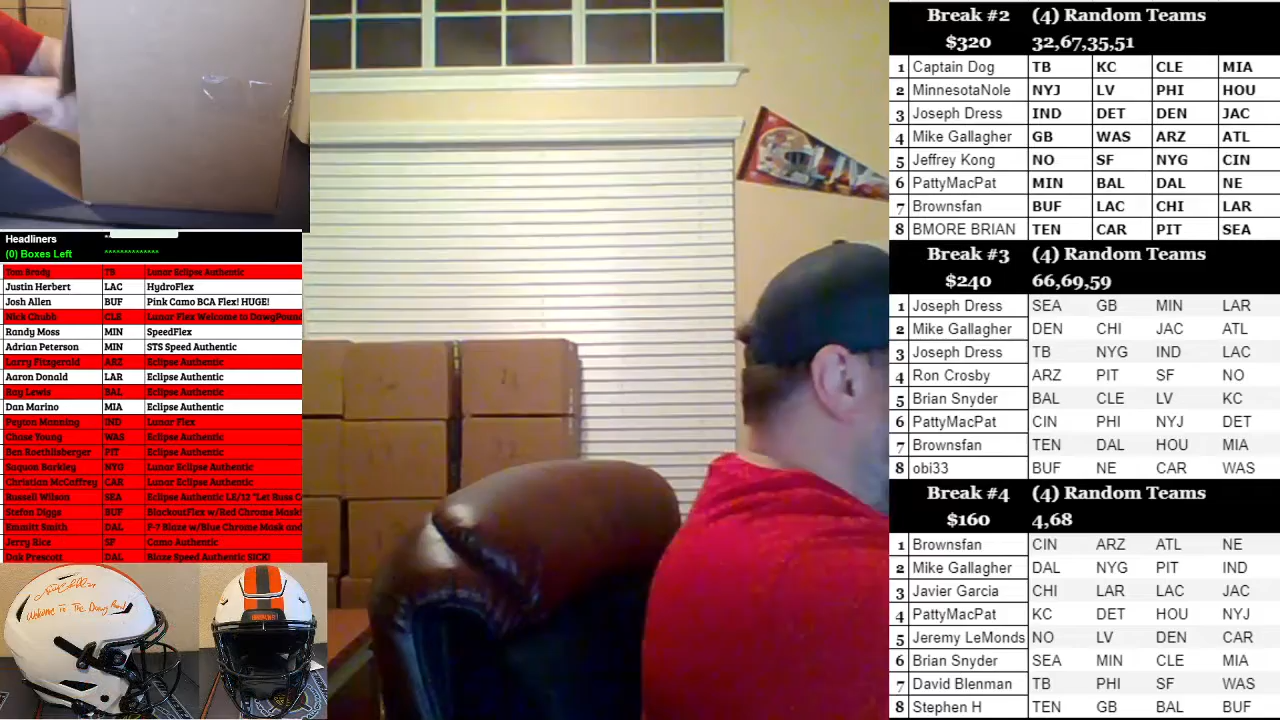 Headliners
(0) Boxes Left **************
Tom Brady TB Lunar Eclipse Authentic
Justin Herbert LAC HydroFlex
Josh Allen BUF Pink Camo BCA Flex! HUGE!
Nick Chubb CLE Lunar Flex Welcome to DawgPound
Randy Moss MIN SpeedFlex
Adrian Peterson MIN STS Speed Authentic
Larry Fitzgerald ARZ Eclipse Authentic
Aaron Donald LAR Eclipse Authentic
Ray Lewis BAL Eclipse Authentic
Dan Marino MIA Eclipse Authentic
Peyton Manning IND Lunar Flex
Chase Young WAS Eclipse Authentic
Ben Roethlisberger PIT Eclipse Authentic
Saquon Barkley NYG Lunar Eclipse Authentic
Christian McCaffrey CAR Lunar Eclipse Authentic
Russell Wilson SEA Eclipse Authentic LE/12 "Let Russ C
Stefon Diggs BUF BlackoutFlex w/Red Chrome Mask!
Emmitt Smith DAL F-7 Blaze w/Blue Chrome Mask and
Jerry Rice SF Camo Authentic
Dak Prescott DAL Blaze Speed Authentic SICK!
Welcome To The Dawg Pound
Break #2 (4) Random Teams
$320 32,67,35,51
1 Captain Dog TB KC CLE MIA
2 MinnesotaNole NYJ LV PHI HOU
3 Joseph Dress IND DET DEN JAC
4 Mike Gallagher GB WAS ARZ ATL
5 Jeffrey Kong NO SF NYG CIN
6 PattyMacPat MIN BAL DAL NE
7 Brownsfan BUF LAC CHI LAR
8 BMORE BRIAN TEN CAR PIT SEA
Break #3 (4) Random Teams
$240 66,69,59
1 Joseph Dress SEA GB MIN LAR
2 Mike Gallagher DEN CHI JAC ATL
3 Joseph Dress TB NYG IND LAC
4 Ron Crosby ARZ PIT SF NO
5 Brian Snyder BAL CLE LV KC
6 PattyMacPat CIN PHI NYJ DET
7 Brownsfan TEN DAL HOU MIA
8 obi33 BUF NE CAR WAS
Break #4 (4) Random Teams
$160 4,68
1 Brownsfan CIN ARZ ATL NE
2 Mike Gallagher DAL NYG PIT IND
3 Javier Garcia CHI LAR LAC JAC
4 PattyMacPat KC DET HOU NYJ
5 Jeremy LeMonds NO LV DEN CAR
6 Brian Snyder SEA MIN CLE MIA
7 David Blenman TB PHI SF WAS
8 Stephen H TEN GB BAL BUF